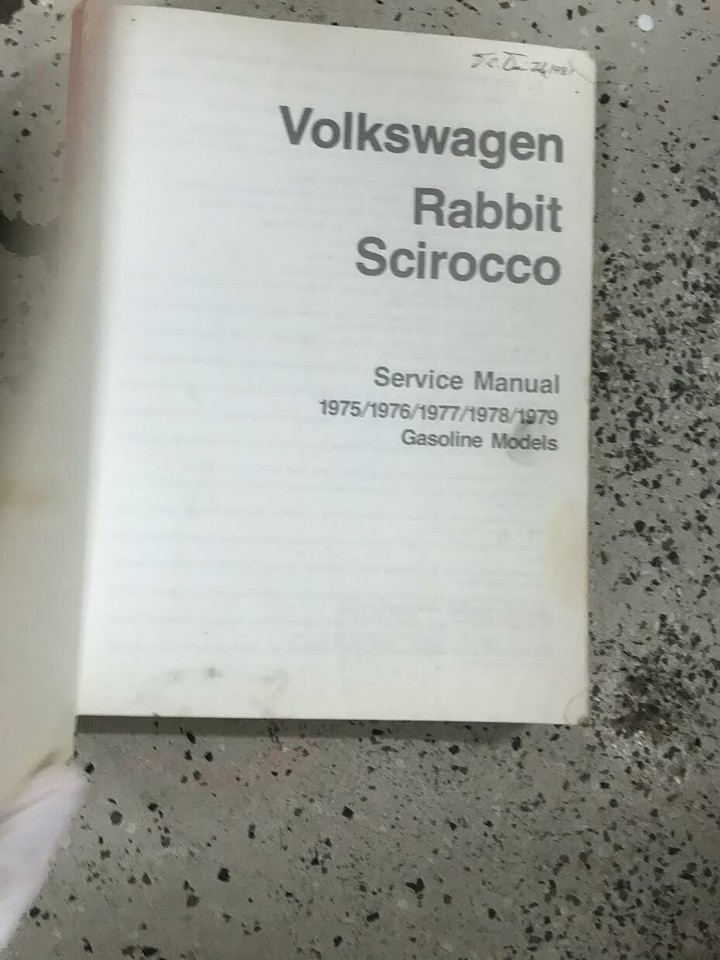 Volkswagen
Rabbit
Scirocco
Service Manual
1975/1976/1977/1978/1979
Gasoline Models